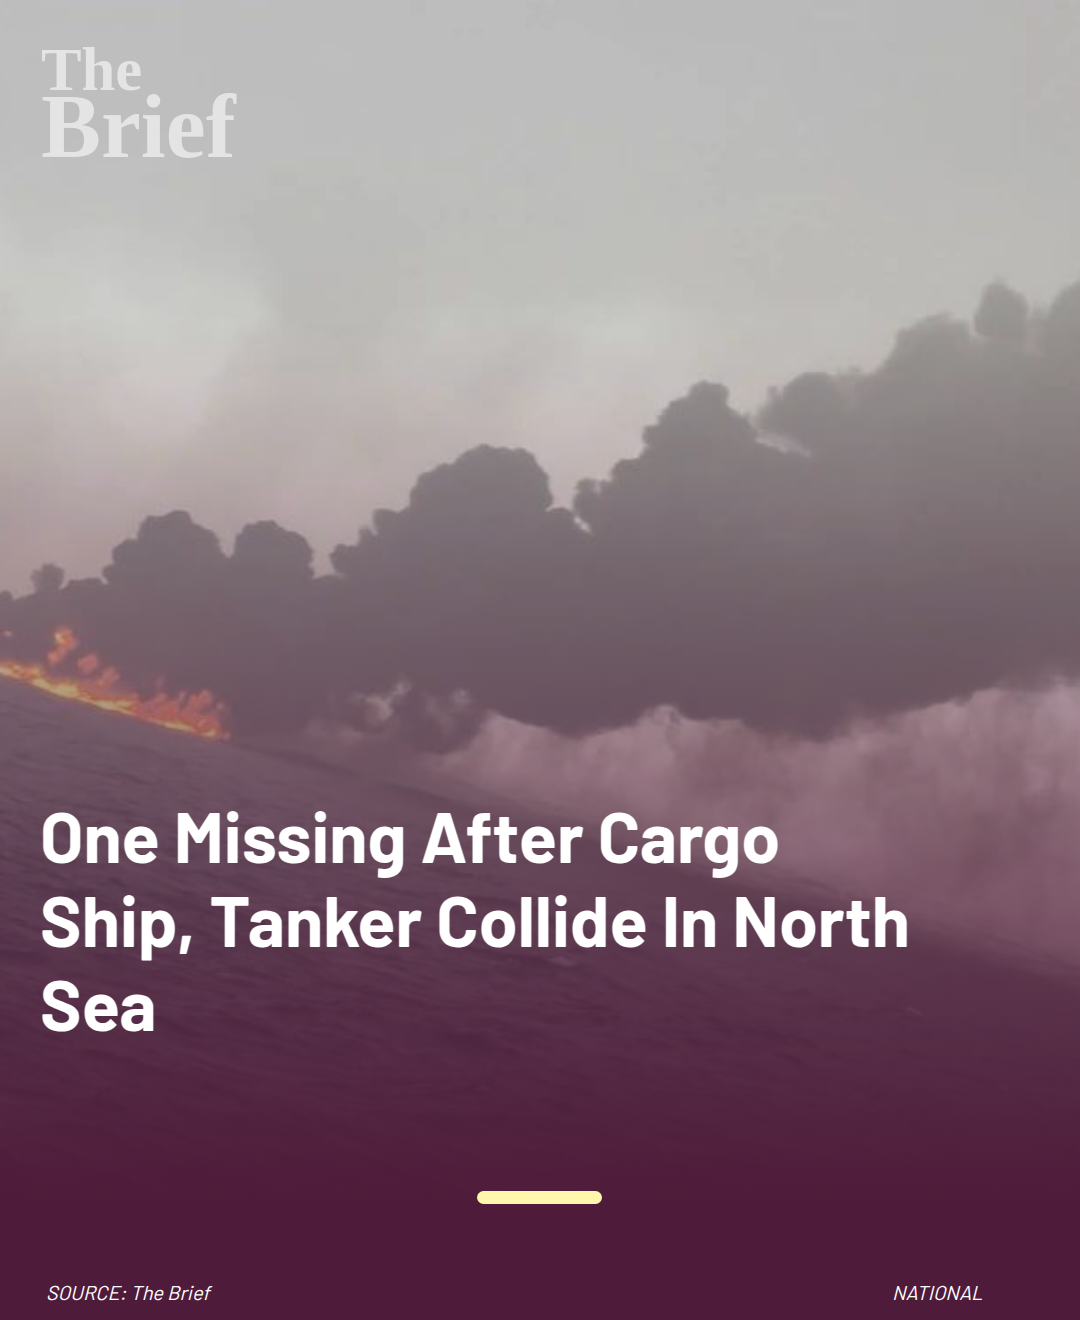 The
Brief
One Missing After Cargo
Ship, Tanker Collide In North
Sea
SOURCE: The Brief
NATIONAL